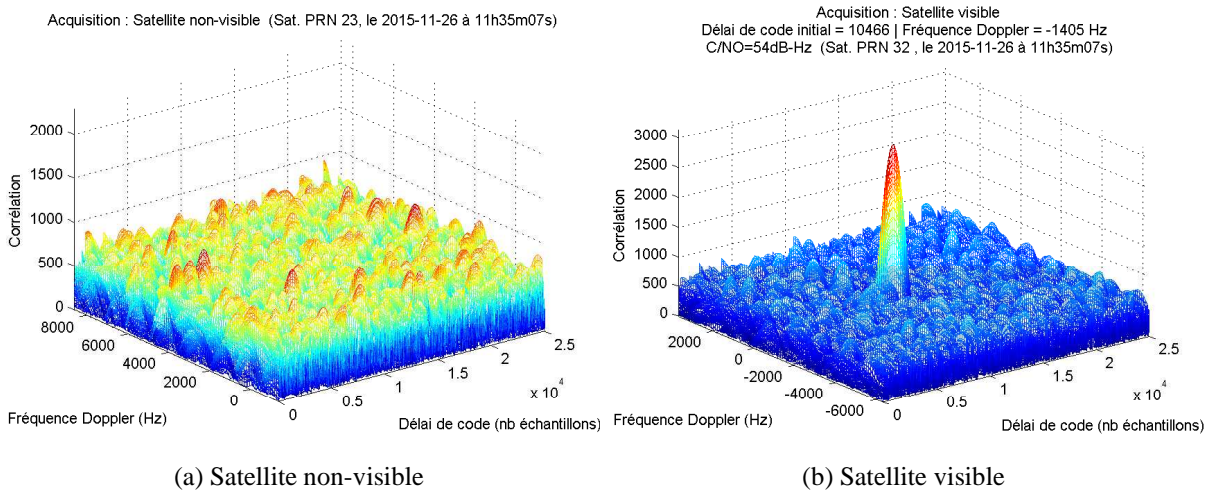 Acquisition : Satellite non-visible (Sat. PRN 23, le 2015-11-26 à 11h35m07s)
Corrélation
2000
1500
1000
500
0
8000
6000
4000
2000
0
Fréquence Doppler (Hz)
0
0.5
1
1.5
2
2.5
x 10^4
Délai de code (nb échantillons)
(a) Satellite non-visible
Acquisition : Satellite visible
Délai de code initial = 10466 | Fréquence Doppler = -1405 Hz
C/NO=54dB-Hz (Sat. PRN 32 , le 2015-11-26 à 11h35m07s)
Corrélation
3000
2500
2000
1500
1000
500
0
2000
0
-2000
-4000
-6000
Fréquence Doppler (Hz)
0
0.5
1
1.5
2
2.5
x 10^4
Délai de code (nb échantillons)
(b) Satellite visible